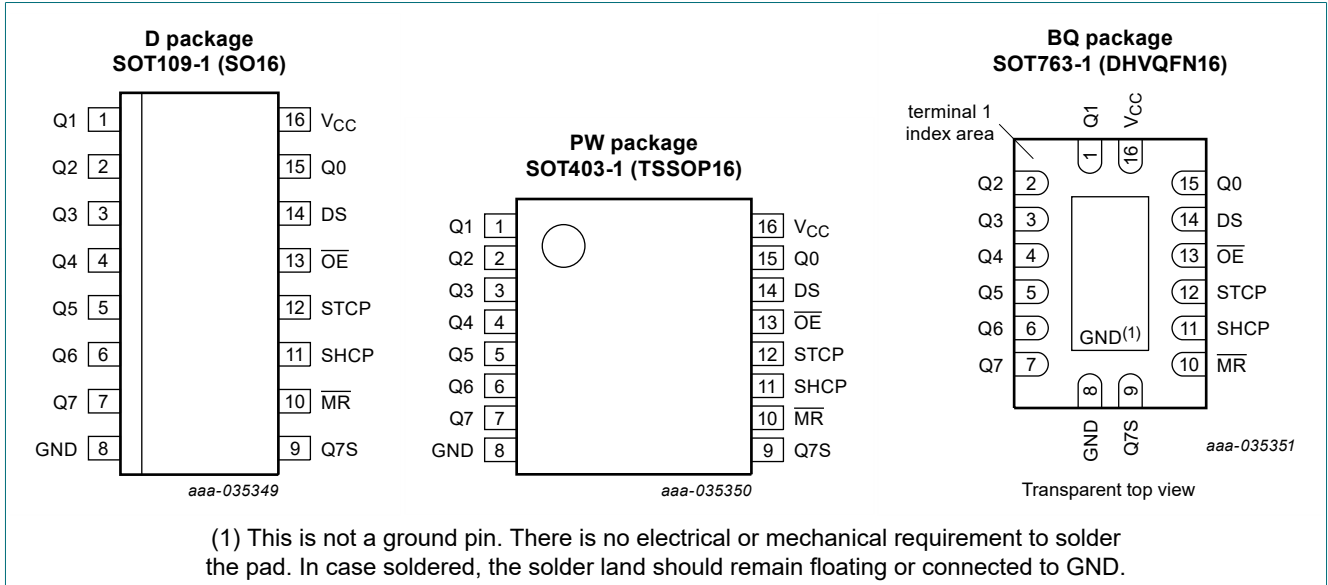 D package
SOT109-1 (SO16)
Q1 1
16 VCC
Q2 2
15 Q0
Q3 3
14 DS
Q4 4
13 O̅E̅
Q5 5
12 STCP
Q6 6
11 SHCP
Q7 7
10 M̅R̅
GND 8
9 Q7S
aaa-035349
PW package
SOT403-1 (TSSOP16)
Q1 1
16 VCC
Q2 2
15 Q0
Q3 3
14 DS
Q4 4
13 O̅E̅
Q5 5
12 STCP
Q6 6
11 SHCP
Q7 7
10 M̅R̅
GND 8
9 Q7S
aaa-035350
BQ package
SOT763-1 (DHVQFN16)
terminal 1
index area
Q1
VCC
1
16
Q2 2
15 Q0
Q3 3
14 DS
Q4 4
13 O̅E̅
Q5 5
12 STCP
Q6 6
11 SHCP
GND(1)
Q7 7
10 M̅R̅
8
9
GND
Q7S
aaa-035351
Transparent top view
(1) This is not a ground pin. There is no electrical or mechanical requirement to solder
the pad. In case soldered, the solder land should remain floating or connected to GND.